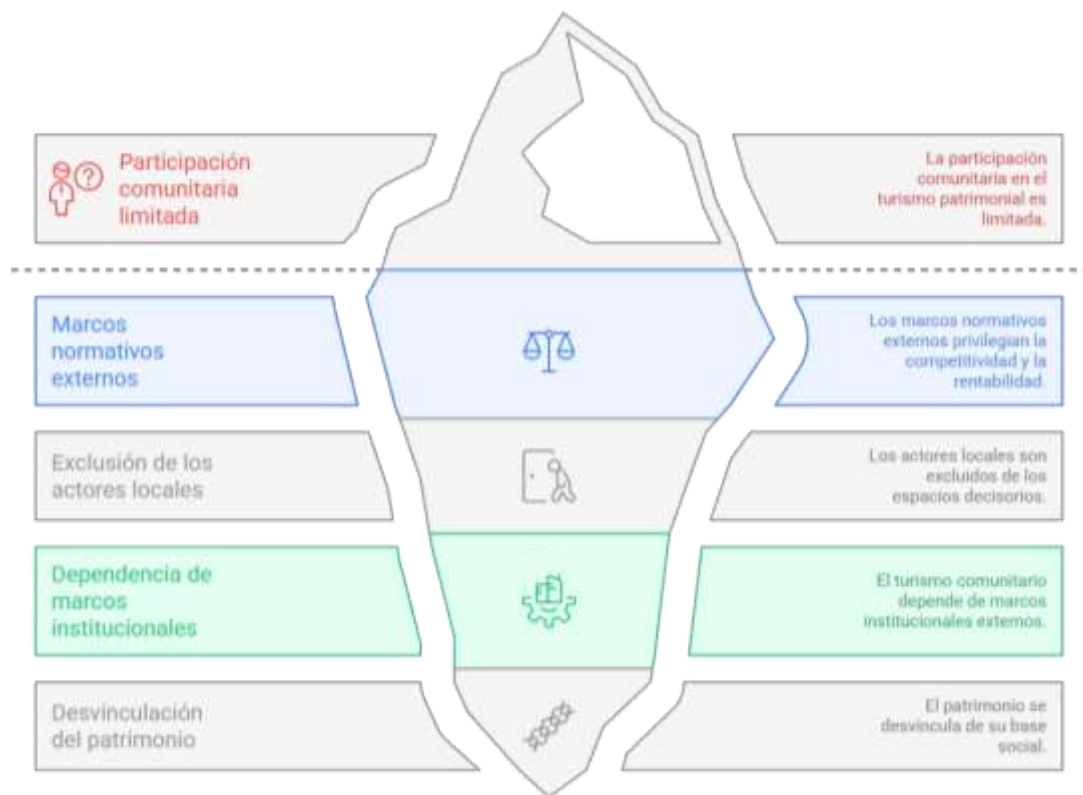 Participación
comunitaria
limitada
La participación
comunitaria en el
turismo patrimonial es
limitada.
Marcos
normativos
externos
Los marcos normativos
externos privilegian la
competitividad y la
rentabilidad.
Exclusión de los
actores locales
Los actores locales son
excluidos de los
espacios decisorios.
Dependencia de
marcos
institucionales
El turismo comunitario
depende de marcos
institucionales externos.
Desvinculación
del patrimonio
El patrimonio se
desvincula de su base
social.